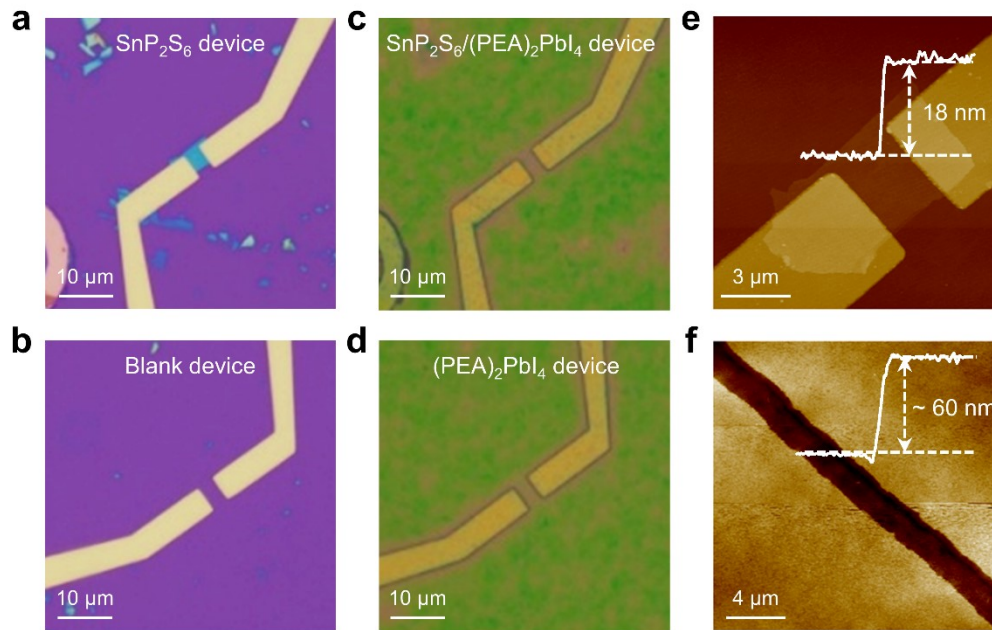 a
SnP₂S₆ device
10 µm
b
Blank device
10 µm
c
SnP₂S₆/(PEA)₂PbI₄ device
10 µm
d
(PEA)₂PbI₄ device
10 µm
e
18 nm
3 µm
f
~ 60 nm
4 µm